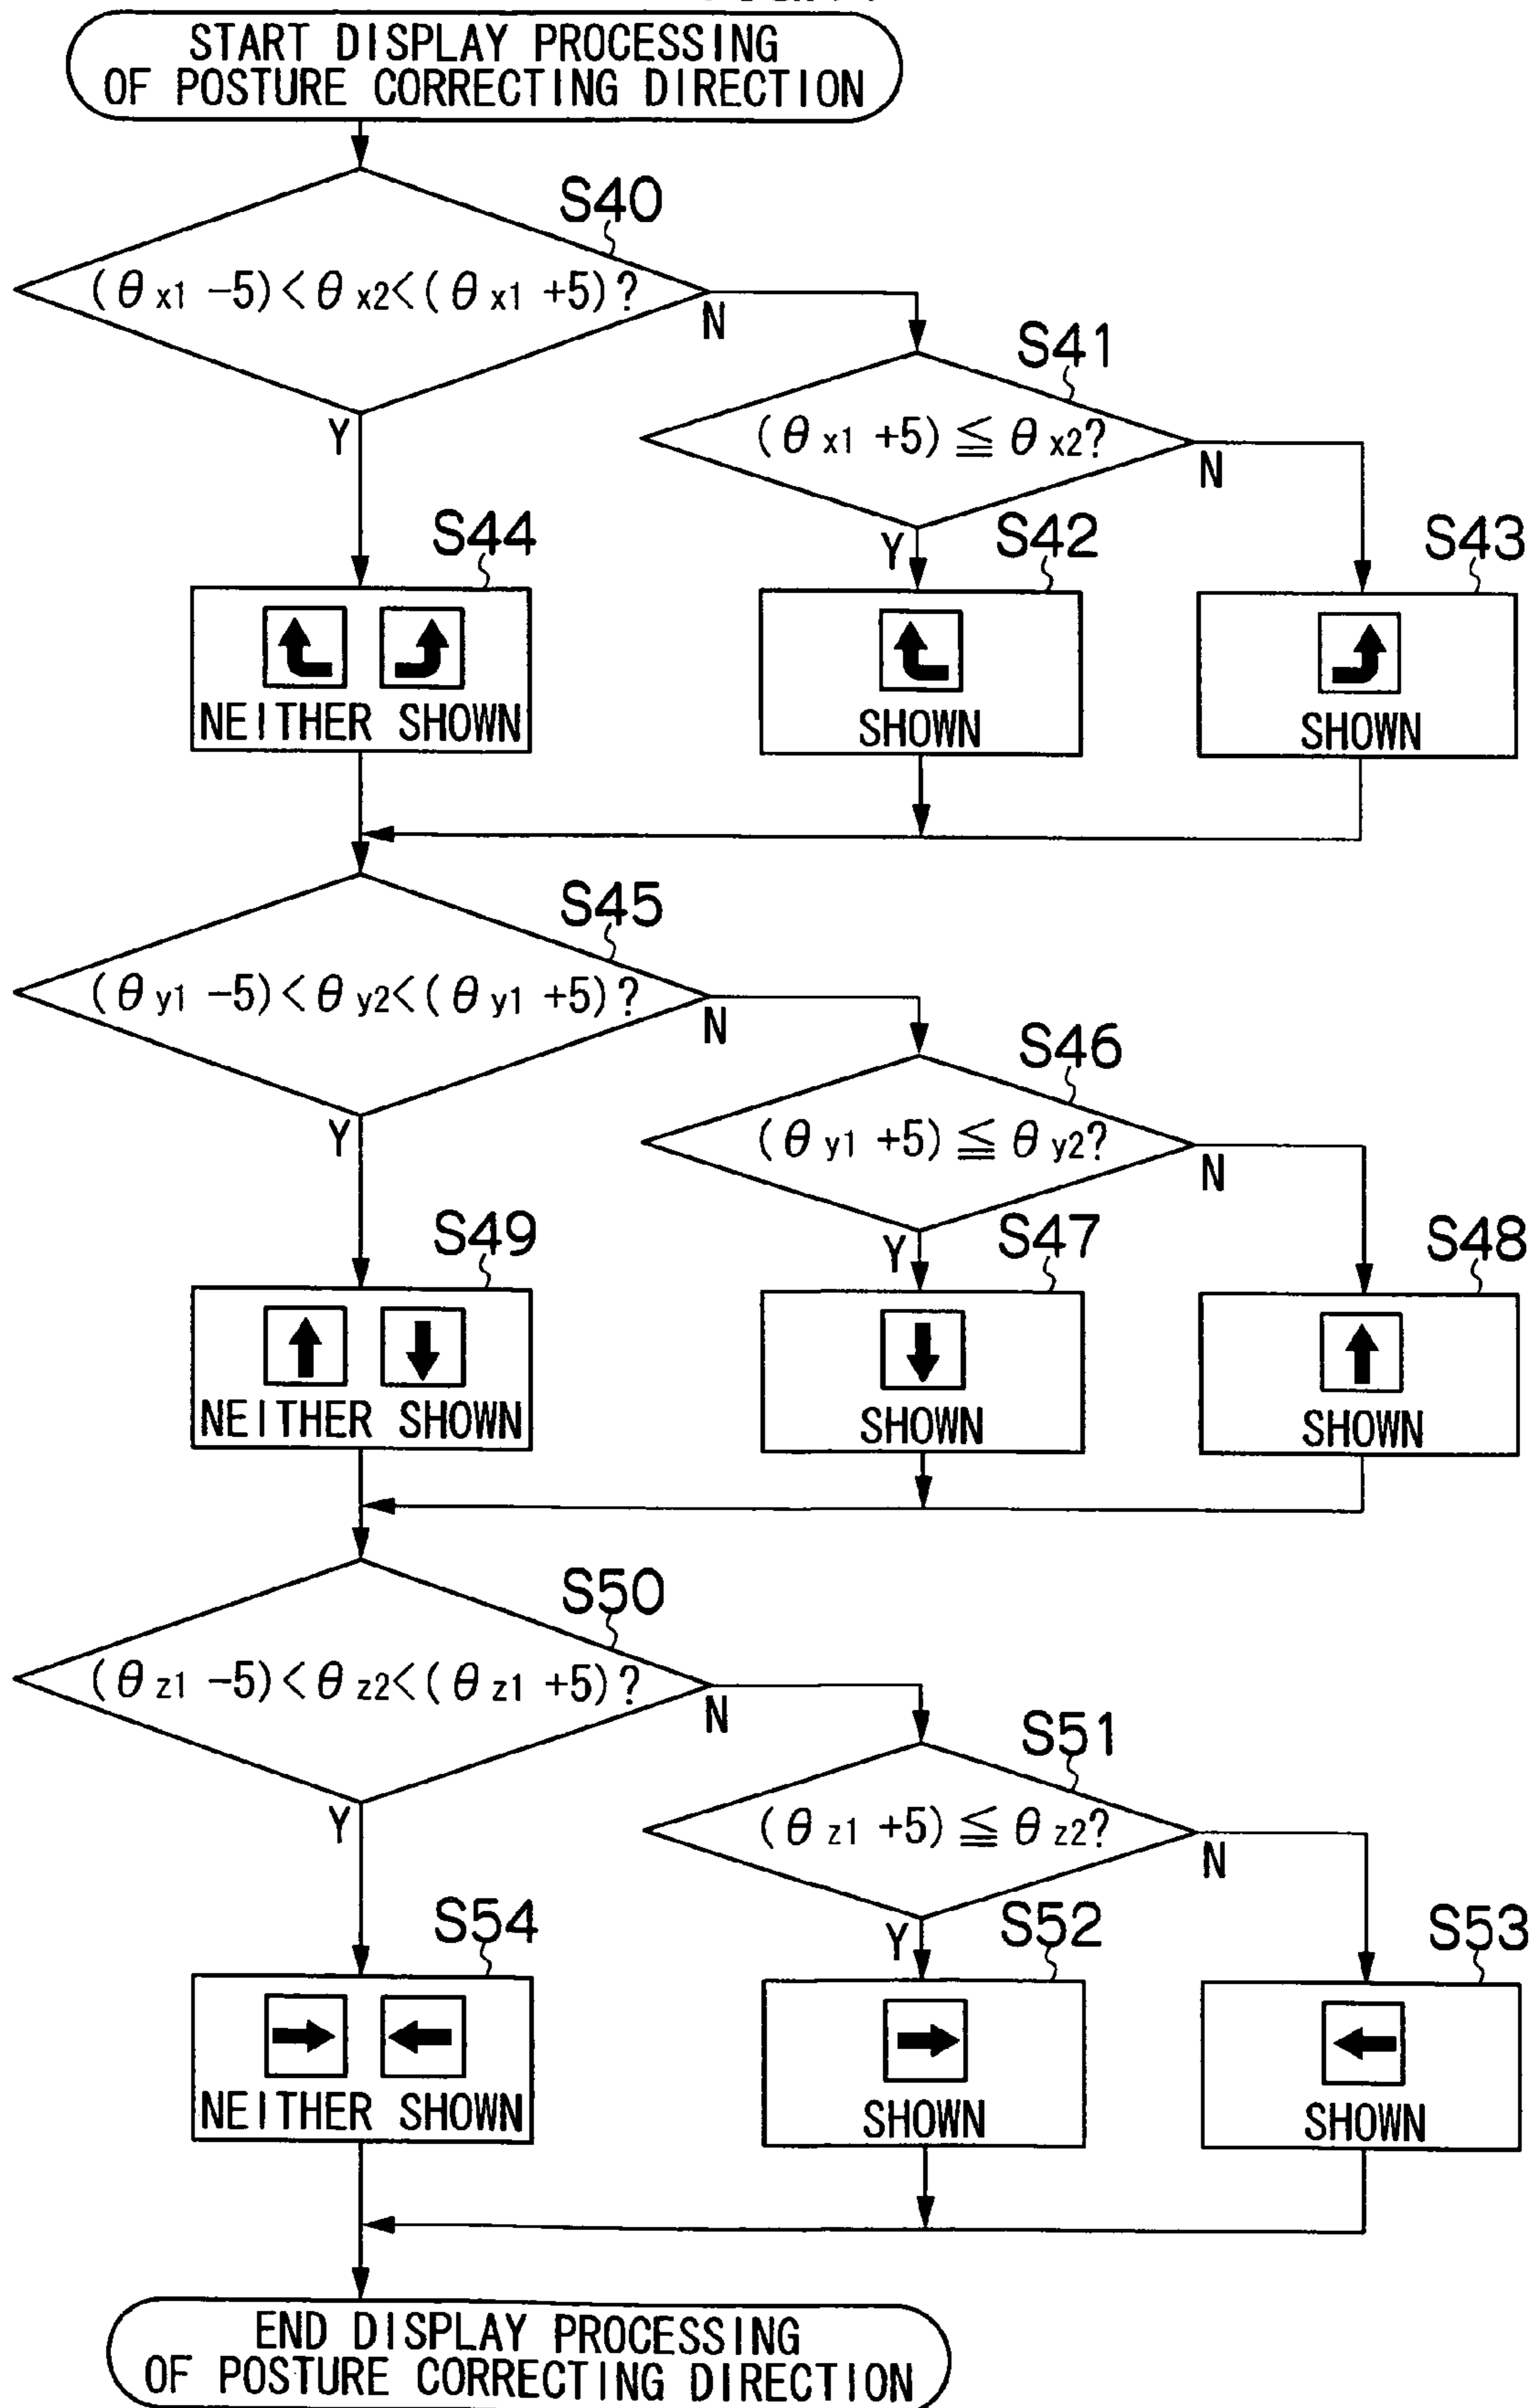 START DISPLAY PROCESSING
OF POSTURE CORRECTING DIRECTION
S40
(θx1 -5)<θx2<(θx1 +5)?
N
S41
Y
(θx1 +5)≦θx2?
N
S44
Y
S42
S43
NEITHER SHOWN
SHOWN
SHOWN
S45
(θy1 -5)<θy2<(θy1 +5)?
N
S46
Y
(θy1 +5)≦θy2?
N
S49
Y
S47
S48
NEITHER SHOWN
SHOWN
SHOWN
S50
(θz1 -5)<θz2<(θz1 +5)?
N
S51
Y
(θz1 +5)≦θz2?
N
S54
Y
S52
S53
NEITHER SHOWN
SHOWN
SHOWN
END DISPLAY PROCESSING
OF POSTURE CORRECTING DIRECTION